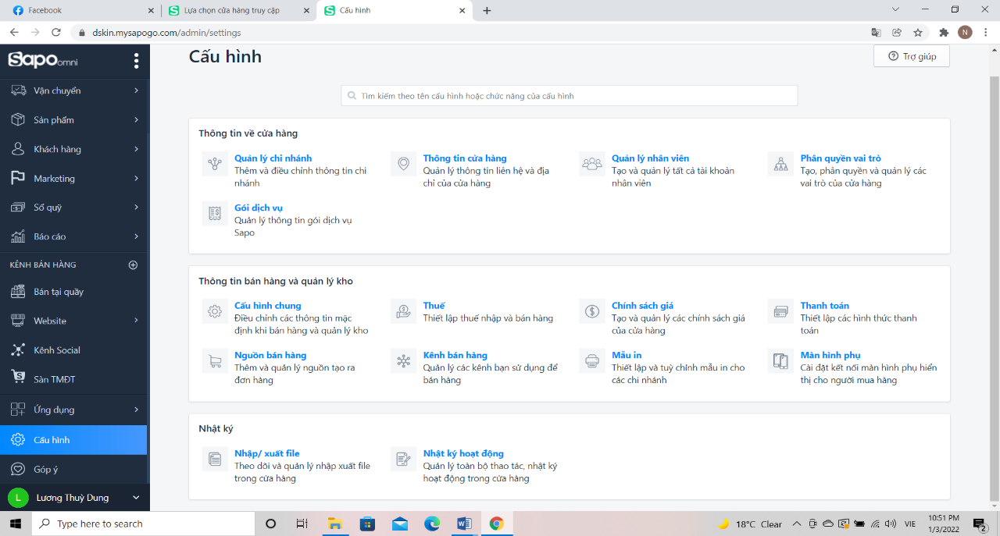 Facebook
Lựa chọn cửa hàng truy cập
Cấu hình
dskin.mysapogo.com/admin/settings
N
Sapo omni
Vận chuyển
Sản phẩm
Khách hàng
Marketing
Sổ quỹ
Báo cáo
KÊNH BÁN HÀNG
Bán tại quầy
Website
Kênh Social
Sàn TMĐT
Ứng dụng
Cấu hình
Góp ý
L
Lương Thuỳ Dung
Cấu hình
Trợ giúp
Tìm kiếm theo tên cấu hình hoặc chức năng của cấu hình
Thông tin về cửa hàng
Quản lý chi nhánh
Thêm và điều chỉnh thông tin chi
nhánh
Thông tin cửa hàng
Quản lý thông tin liên hệ và địa
chỉ của cửa hàng
Quản lý nhân viên
Tạo và quản lý tất cả tài khoản
nhân viên
Phân quyền vai trò
Tạo, phân quyền và quản lý các
vai trò của cửa hàng
Gói dịch vụ
Quản lý thông tin gói dịch vụ
Sapo
Thông tin bán hàng và quản lý kho
Cấu hình chung
Điều chỉnh các thông tin mặc
định khi bán hàng và quản lý kho
Thuế
Thiết lập thuế nhập và bán hàng
Chính sách giá
Tạo và quản lý các chính sách giá
của cửa hàng
Thanh toán
Thiết lập các hình thức thanh
toán
Nguồn bán hàng
Thêm và quản lý nguồn tạo ra
đơn hàng
Kênh bán hàng
Quản lý các kênh bạn sử dụng để
bán hàng
Mẫu in
Thiết lập và tuỳ chỉnh mẫu in cho
các chi nhánh
Màn hình phụ
Cài đặt kết nối màn hình phụ hiển
thị cho người mua hàng
Nhật ký
Nhập/ xuất file
Theo dõi và quản lý nhập xuất file
trong cửa hàng
Nhật ký hoạt động
Quản lý toàn bộ thao tác, nhật ký
hoạt động trong cửa hàng
Type here to search
18°C Clear
VIE
10:51 PM
1/3/2022
2